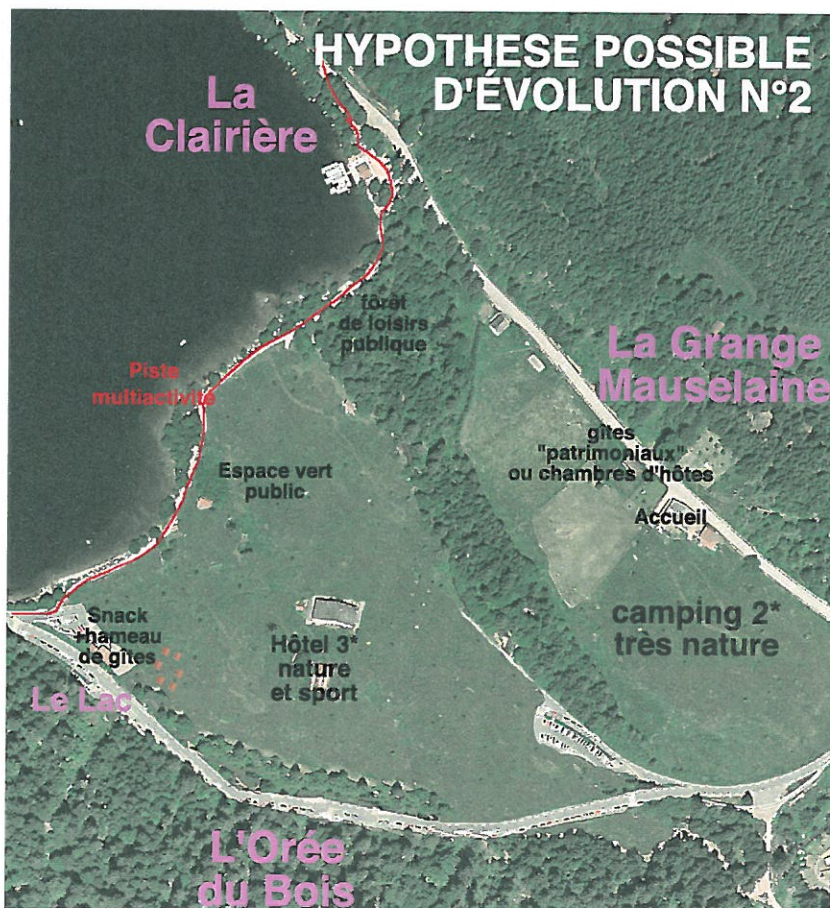 HYPOTHESE POSSIBLE
D'ÉVOLUTION N°2
La
Clairière
fôrét
de loisirs
publique
La Grange
Mauselaine
Piste
multiactivité
gîtes
"patrimoniaux"
ou chambres d'hôtes
Espace vert
public
Accueil
Snack
+hameau
de gîtes
Hôtel 3*
nature
et sport
camping 2*
très nature
Le Lac
L'Orée
du Bois